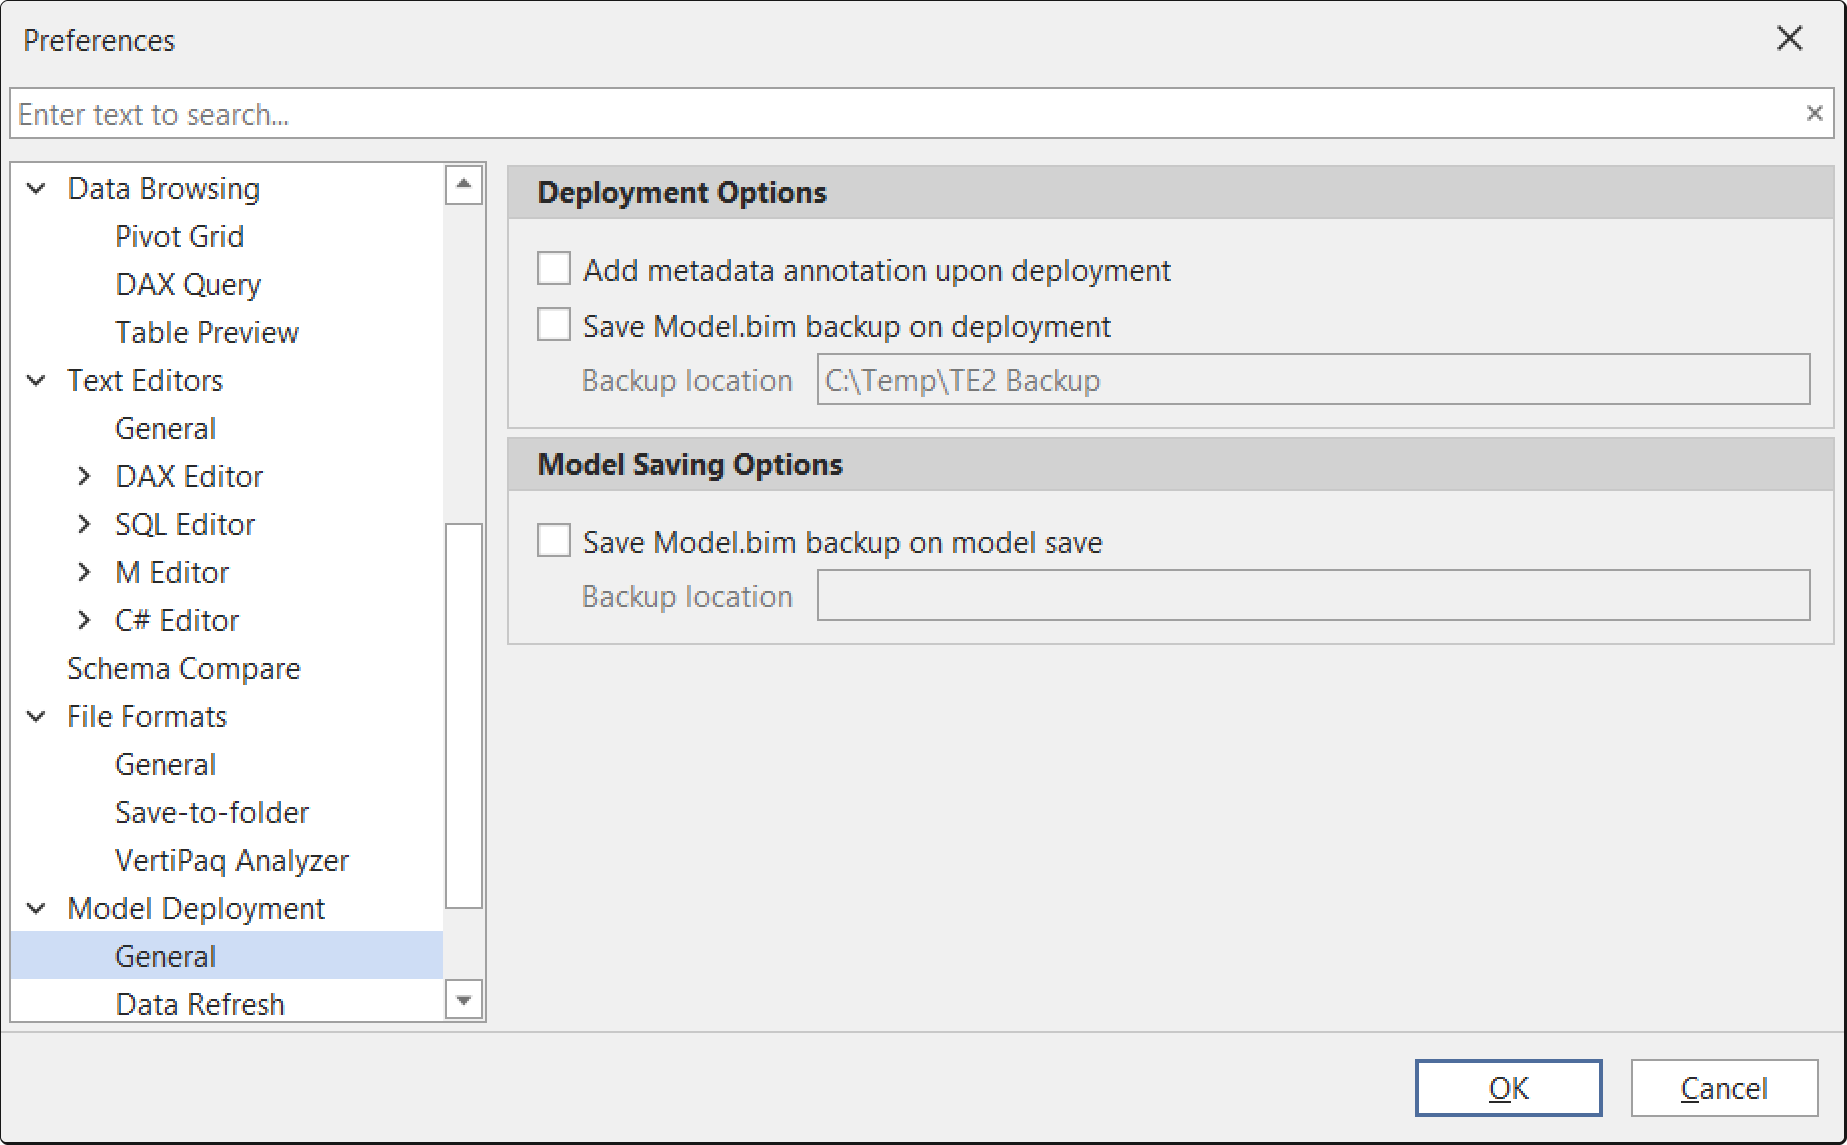 Preferences
Enter text to search...
Data Browsing
Pivot Grid
DAX Query
Table Preview
Text Editors
General
DAX Editor
SQL Editor
M Editor
C# Editor
Schema Compare
File Formats
General
Save-to-folder
VertiPaq Analyzer
Model Deployment
General
Data Refresh
Deployment Options
Add metadata annotation upon deployment
Save Model.bim backup on deployment
Backup location C:\Temp\TE2 Backup
Model Saving Options
Save Model.bim backup on model save
Backup location
OK Cancel